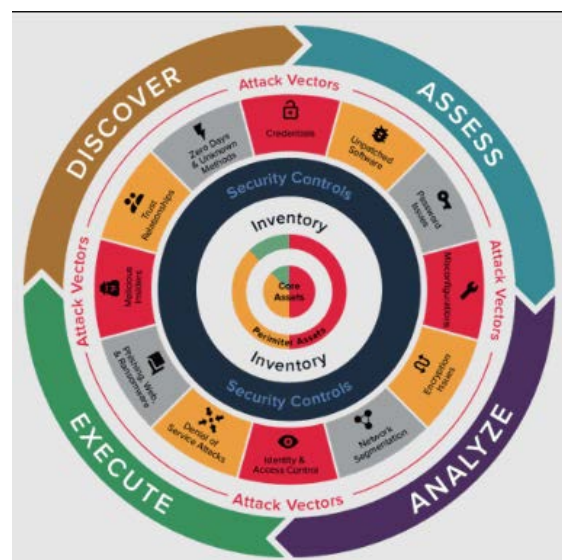 DISCOVER
ASSESS
ANALYZE
EXECUTE
Attack Vectors
Attack Vectors
Attack Vectors
Attack Vectors
Credentials
Unpatched
Software
Password
Issues
Misconfigurations
Encryption
Issues
Network
Segmentation
Identity &
Access Control
Denial of
Service Attacks
Phishing, Web,
& Ransomware
Malicious
Insiders
Trust
Relationships
Zero Days
& Unknown
Methods
Security Controls
Inventory
Core
Assets
Perimeter Assets
Inventory
Security Controls